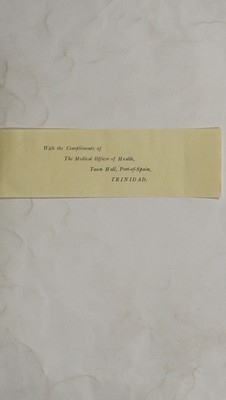 With the Compliments of
The Medical Officer of Health,
Town Hall, Port-of-Spain,
TRINIDAD.